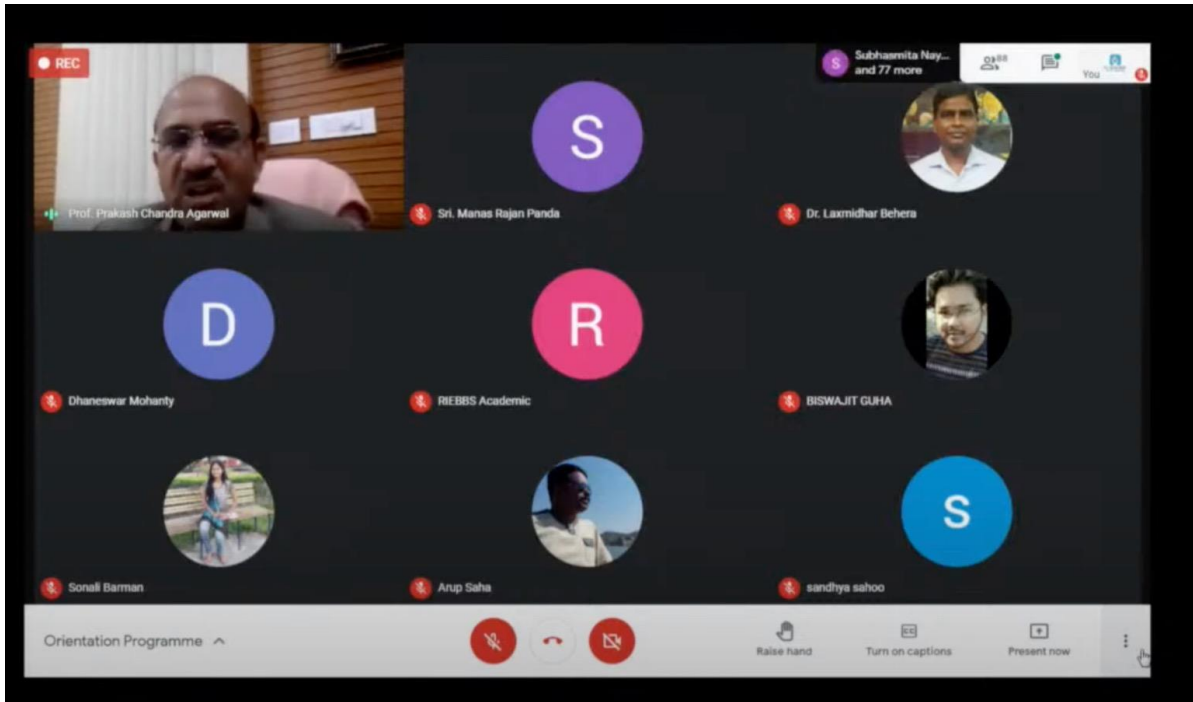 REC
Subhasmita Nay...
and 77 more
S
88
You
Prof. Prakash Chandra Agarwal
S
Sri. Manas Rajan Panda
Dr. Laxmidhar Behera
D
Dhaneswar Mohanty
R
RIEBBS Academic
BISWAJIT GUHA
Sonali Barman
Arup Saha
S
sandhya sahoo
Orientation Programme
Raise hand
CC
Turn on captions
Present now